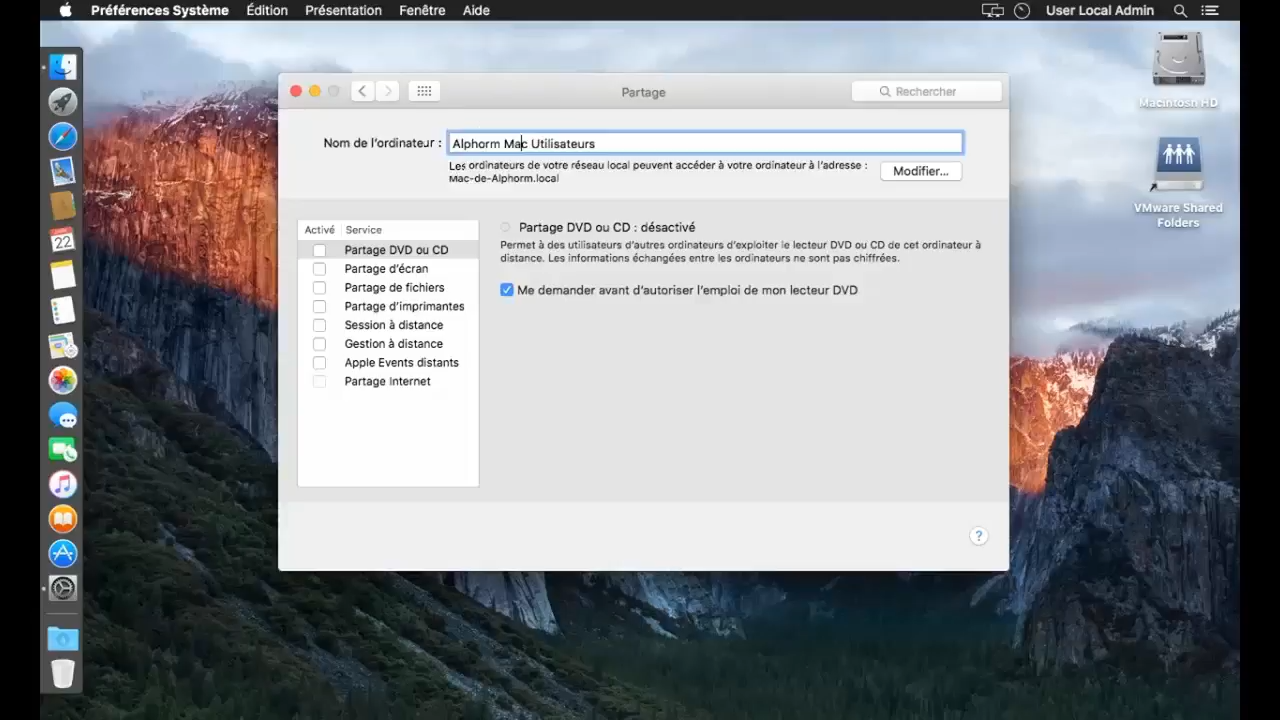 Préférences Système Édition Présentation Fenêtre Aide User Local Admin
Partage
Rechercher
Nom de l'ordinateur : Alphorm Mac Utilisateurs
Les ordinateurs de votre réseau local peuvent accéder à votre ordinateur à l'adresse :
Mac-de-Alphorm.local
Modifier...
Activé Service
Partage DVD ou CD
Partage d'écran
Partage de fichiers
Partage d'imprimantes
Session à distance
Gestion à distance
Apple Events distants
Partage Internet
Partage DVD ou CD : désactivé
Permet à des utilisateurs d'autres ordinateurs d'exploiter le lecteur DVD ou CD de cet ordinateur à
distance. Les informations échangées entre les ordinateurs ne sont pas chiffrées.
Me demander avant d'autoriser l'emploi de mon lecteur DVD
?
Macintosh HD
VMware Shared
Folders
22